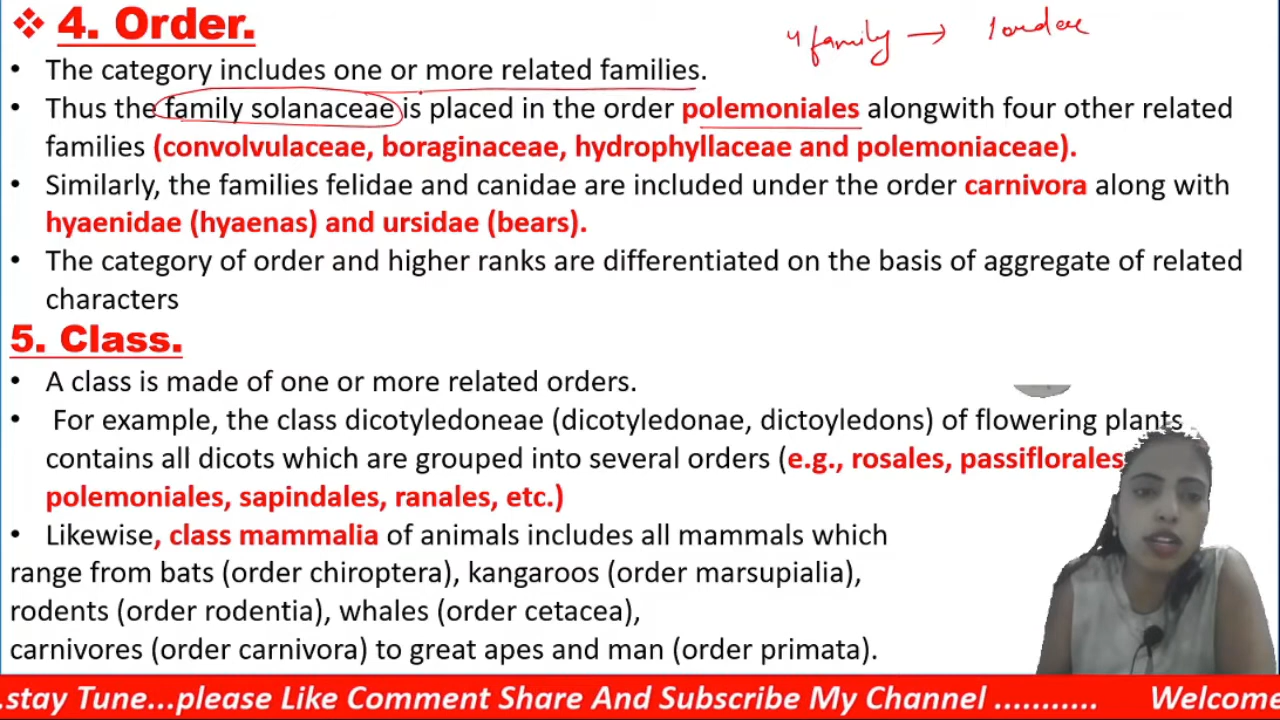 ❖ 4. Order.
4 family → 1 order
• The category includes one or more related families.
• Thus the family solanaceae is placed in the order polemoniales alongwith four other related
families (convolvulaceae, boraginaceae, hydrophyllaceae and polemoniaceae).
• Similarly, the families felidae and canidae are included under the order carnivora along with
hyaenidae (hyaenas) and ursidae (bears).
• The category of order and higher ranks are differentiated on the basis of aggregate of related
characters
5. Class.
• A class is made of one or more related orders.
• For example, the class dicotyledoneae (dicotyledonae, dictoyledons) of flowering plants
contains all dicots which are grouped into several orders (e.g., rosales, passiflorales
polemoniales, sapindales, ranales, etc.)
• Likewise, class mammalia of animals includes all mammals which
range from bats (order chiroptera), kangaroos (order marsupialia),
rodents (order rodentia), whales (order cetacea),
carnivores (order carnivora) to great apes and man (order primata).
.stay Tune...please Like Comment Share And Subscribe My Channel ........... Welcome